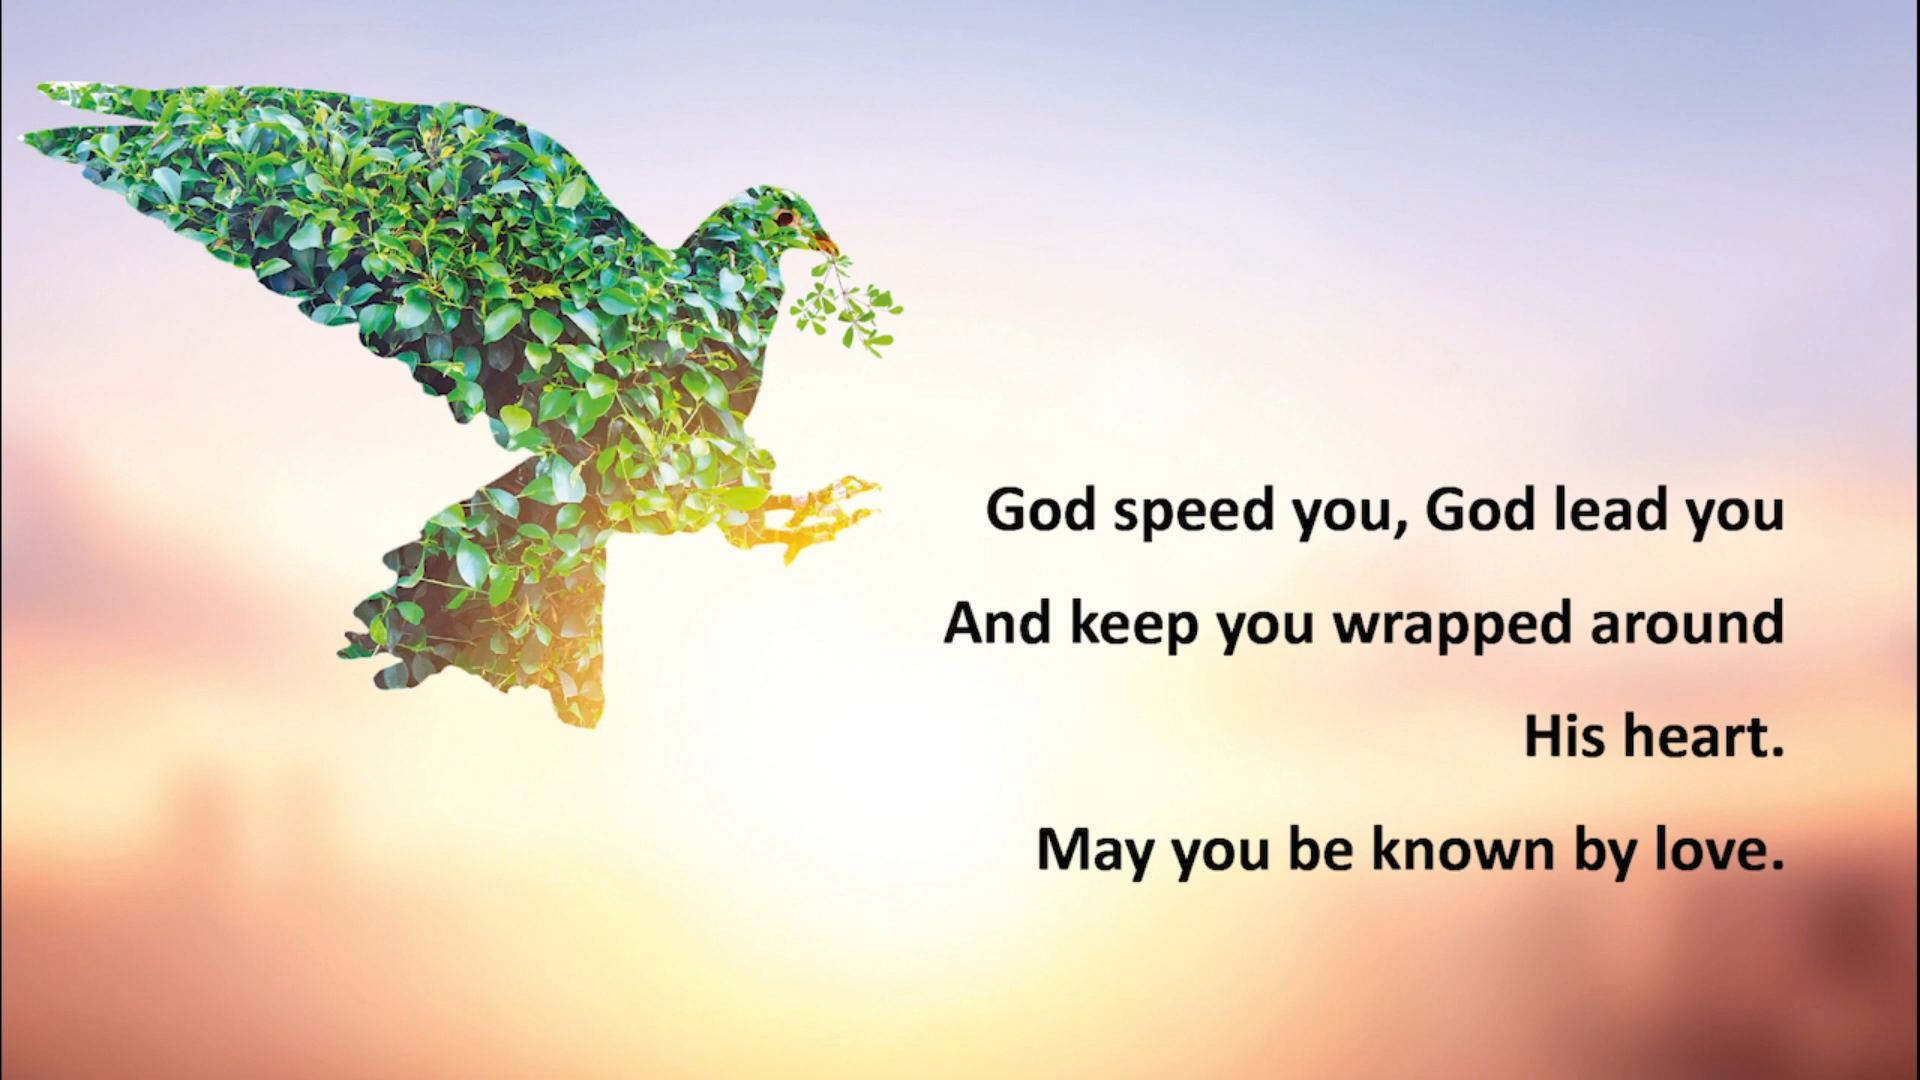 God speed you, God lead you
And keep you wrapped around
His heart.
May you be known by love.